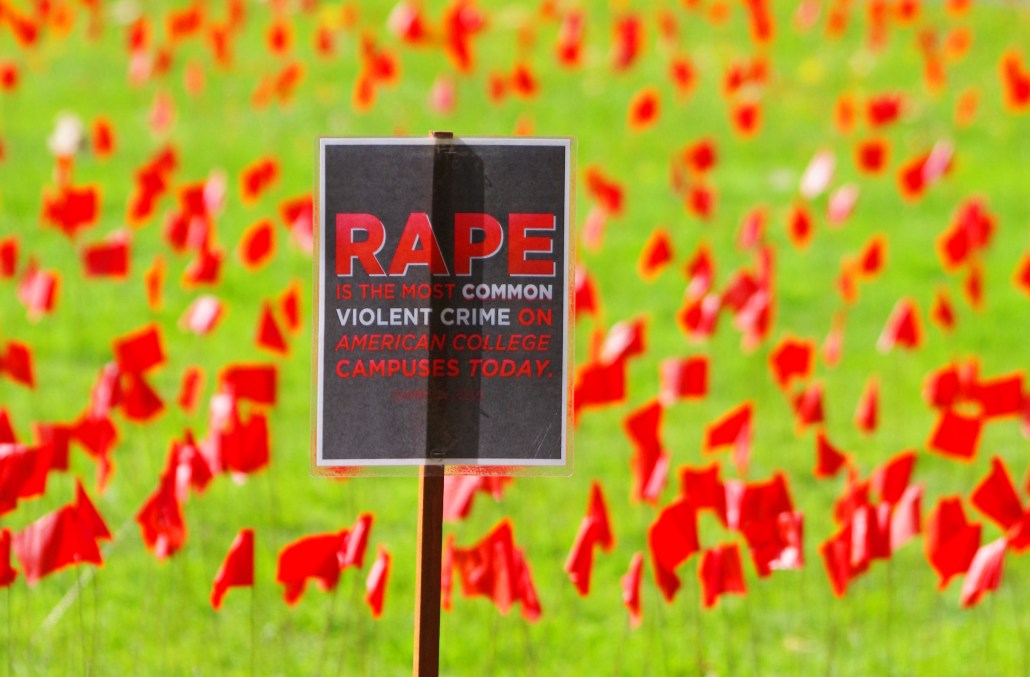 RAPE
IS THE MOST COMMON
VIOLENT CRIME ON
AMERICAN COLLEGE
CAMPUSES TODAY.